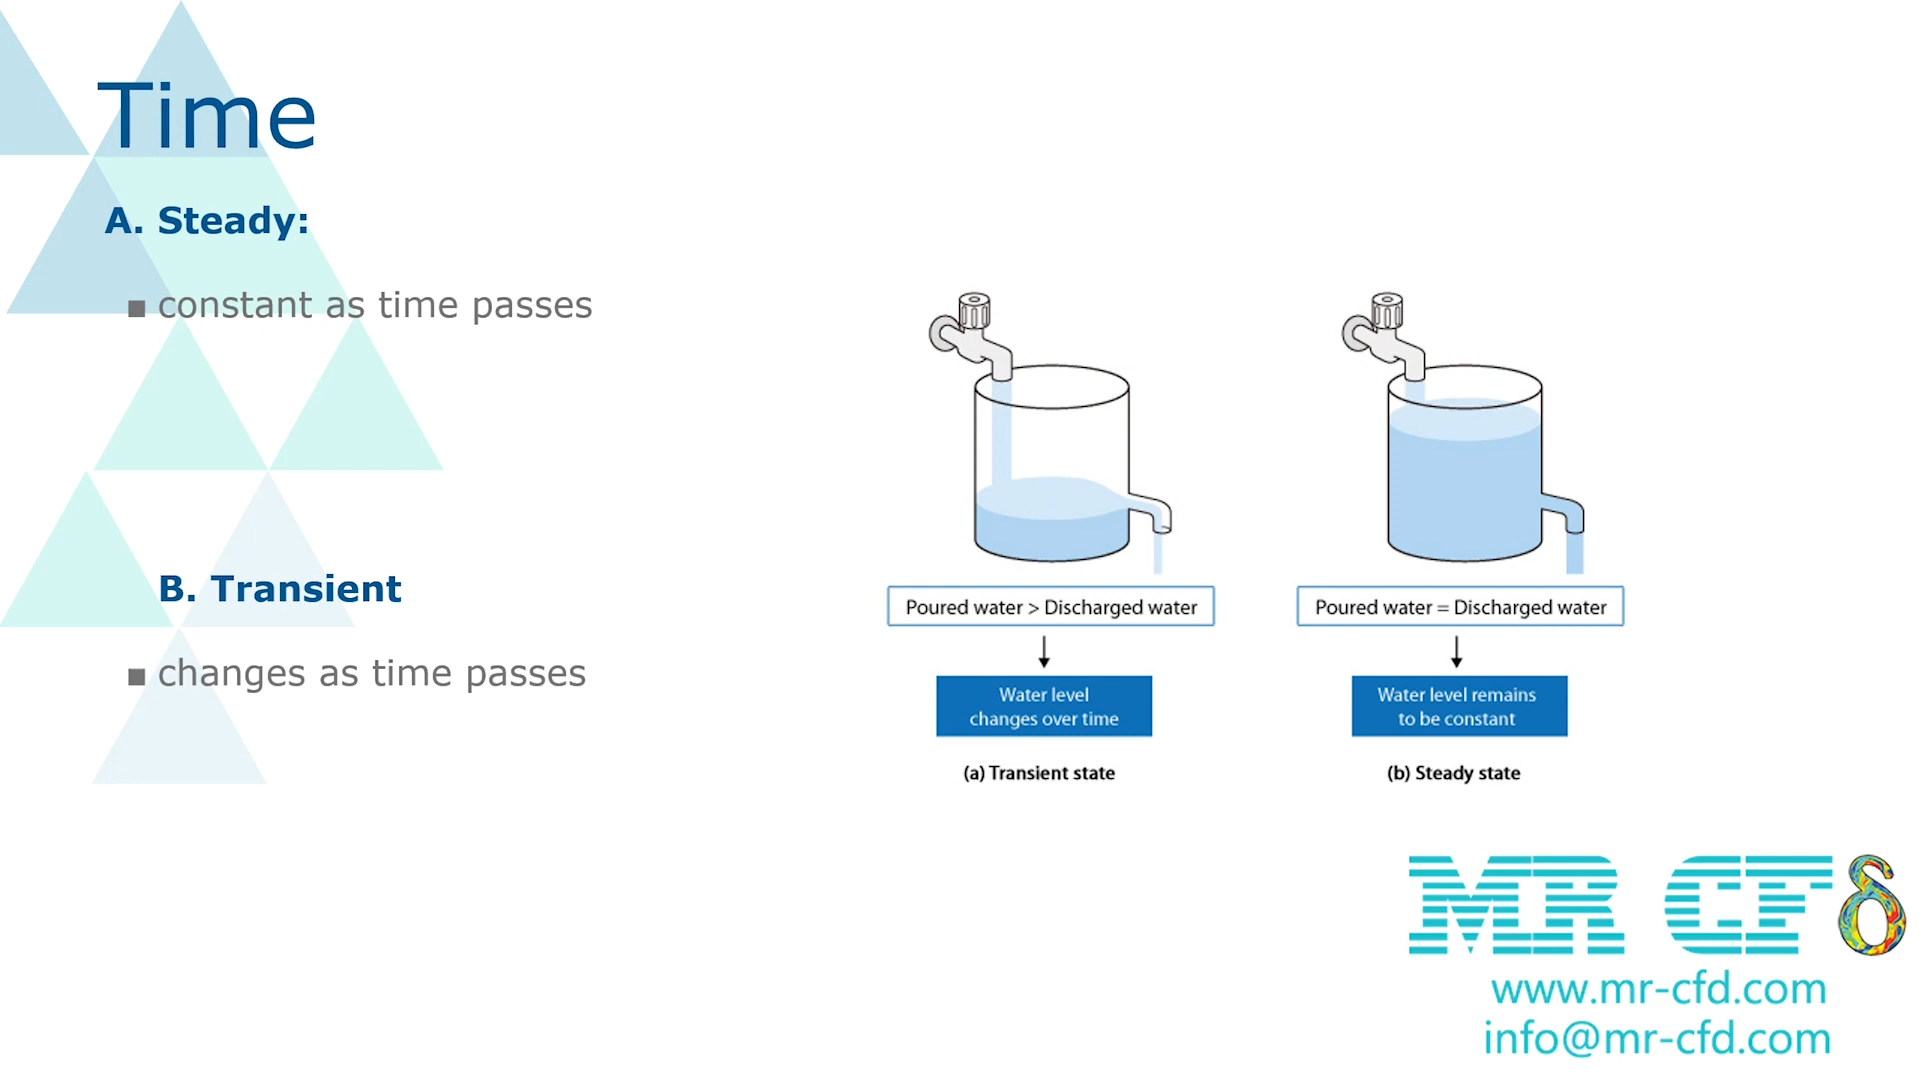 Time
A. Steady:
▪ constant as time passes
B. Transient
▪ changes as time passes
Poured water > Discharged water
Water level
changes over time
(a) Transient state
Poured water = Discharged water
Water level remains
to be constant
(b) Steady state
MR CFδ
www.mr-cfd.com
info@mr-cfd.com